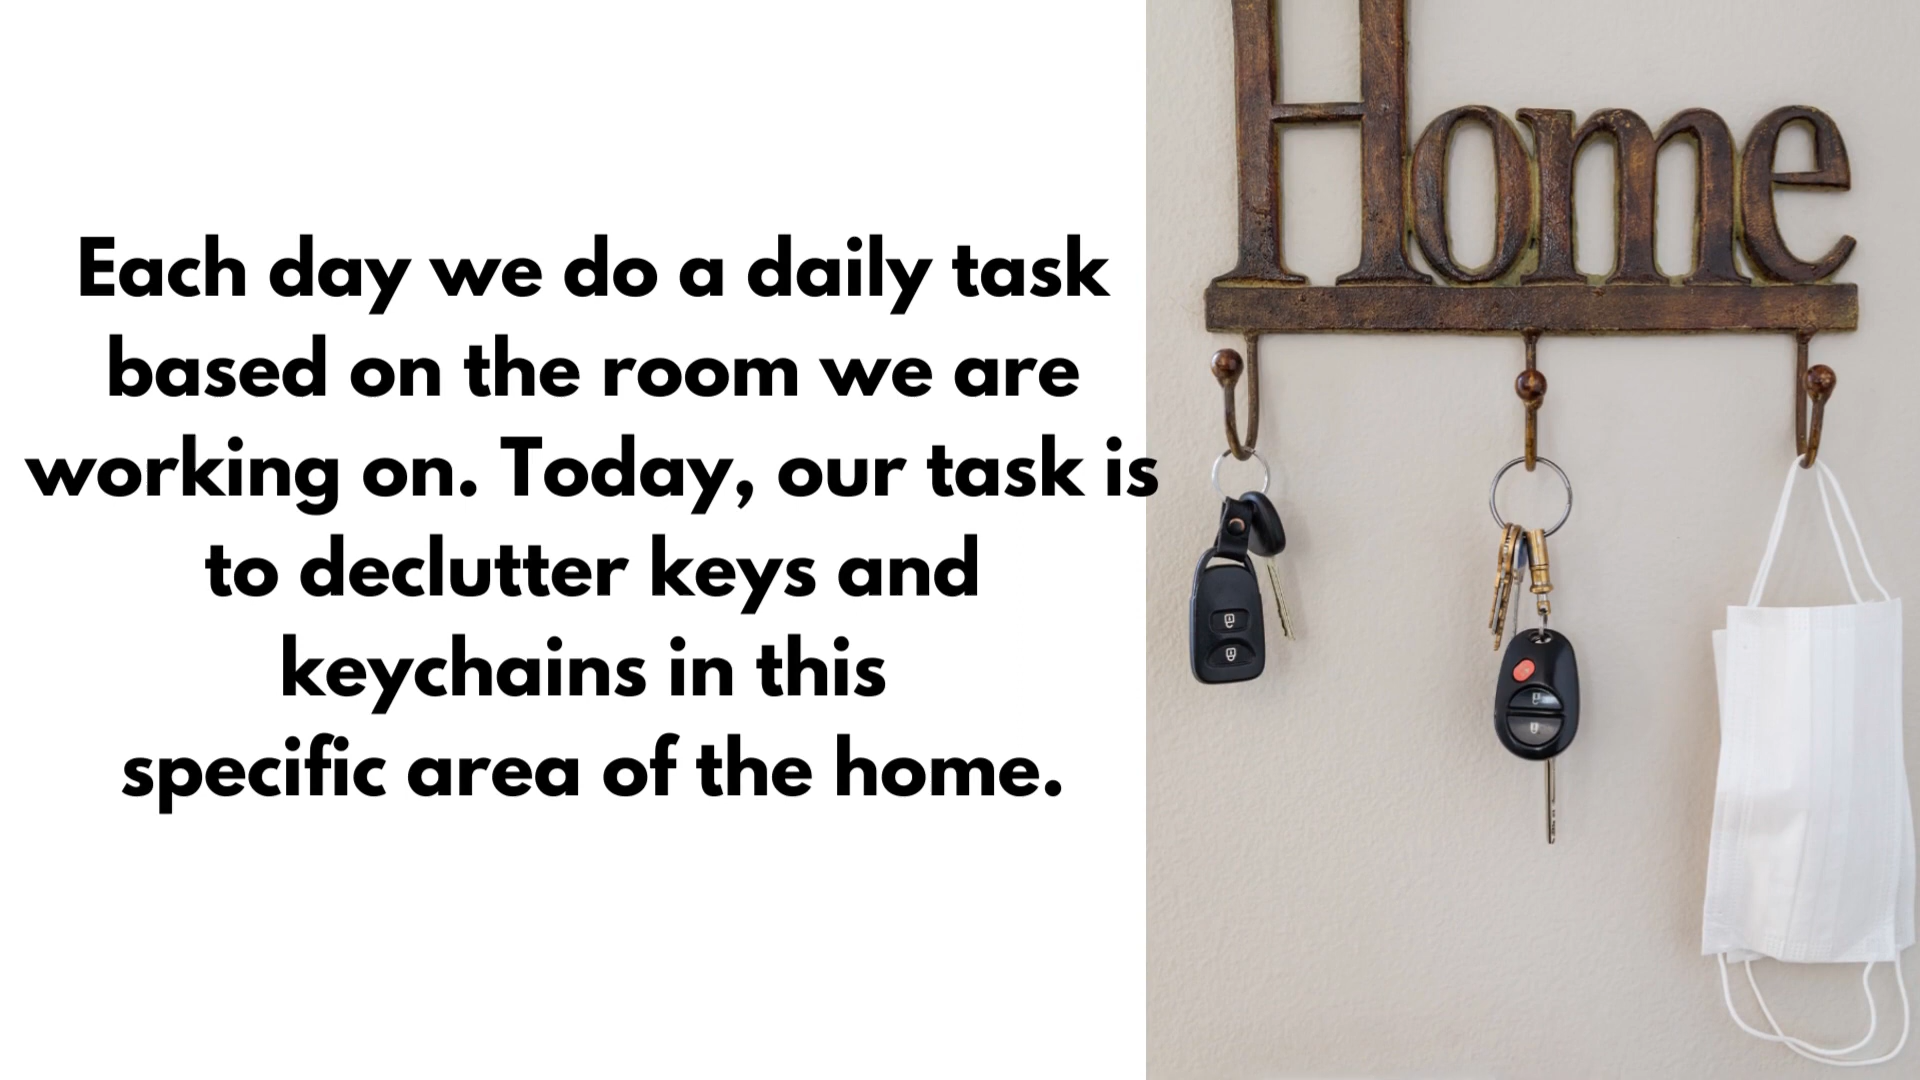 Each day we do a daily task
based on the room we are
working on. Today, our task is
to declutter keys and
keychains in this
specific area of the home.
Home